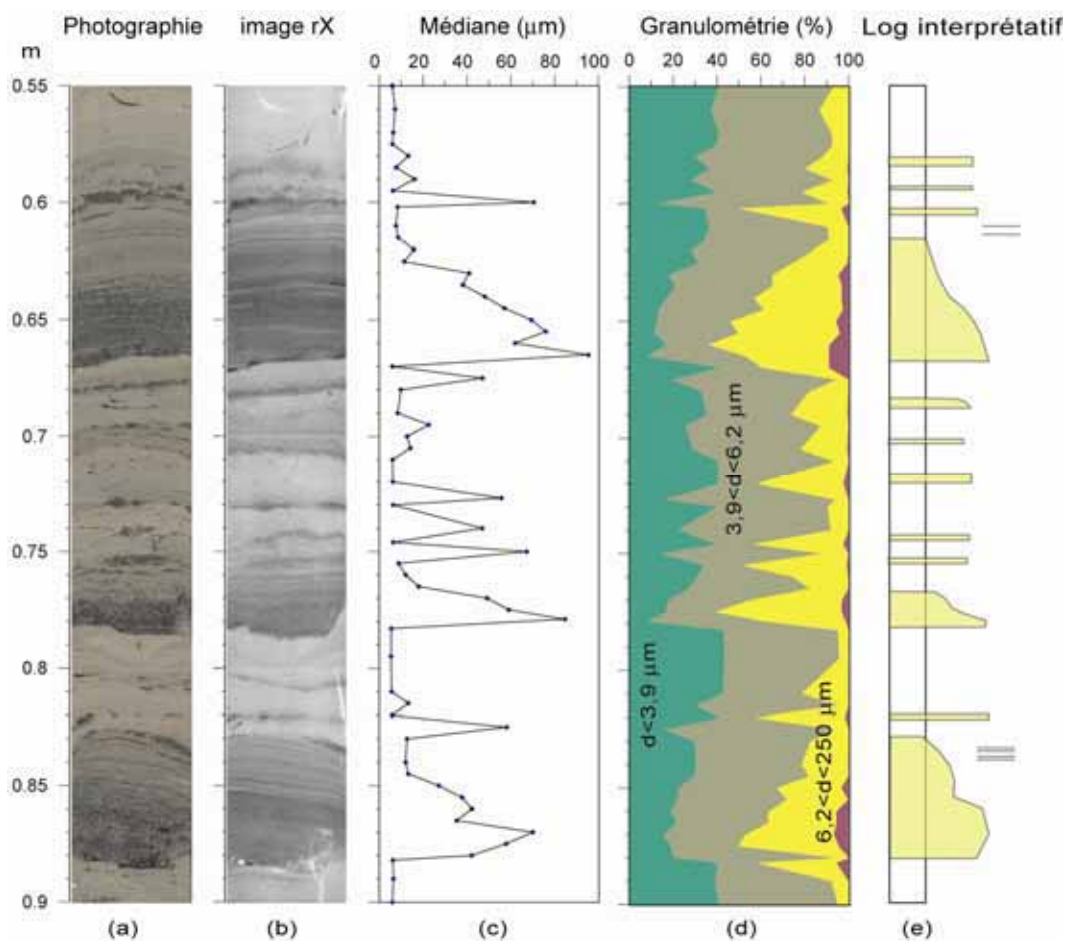 Photographie image rX Médiane (µm) Granulométrie (%) Log interprétatif
m
0 20 40 60 80 100 0 20 40 60 80 100
0.55
0.6
0.65
0.7
0.75
0.8
0.85
0.9
d<3,9 µm
3,9<d<6,2 µm
6,2<d<250 µm
(a) (b) (c) (d) (e)